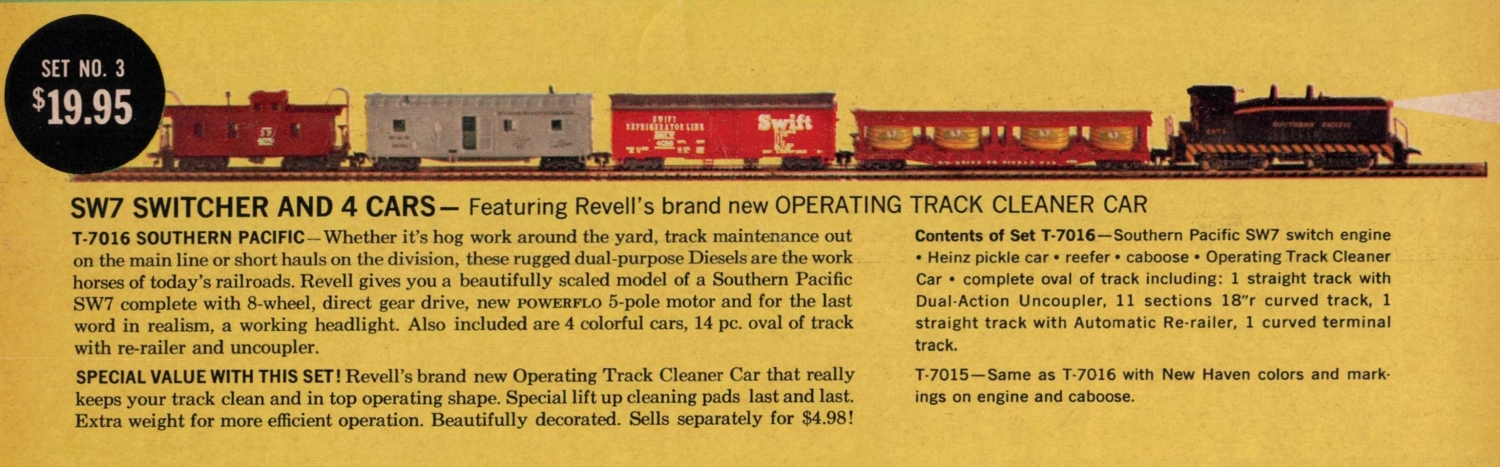 SET NO. 3
$19.95
SWIFT
REFRIGERATOR LINE
Swift
SOUTHERN PACIFIC
SW7 SWITCHER AND 4 CARS— Featuring Revell's brand new OPERATING TRACK CLEANER CAR
T-7016 SOUTHERN PACIFIC—Whether it's hog work around the yard, track maintenance out
on the main line or short hauls on the division, these rugged dual-purpose Diesels are the work
horses of today's railroads. Revell gives you a beautifully scaled model of a Southern Pacific
SW7 complete with 8-wheel, direct gear drive, new POWERFLO 5-pole motor and for the last
word in realism, a working headlight. Also included are 4 colorful cars, 14 pc. oval of track
with re-railer and uncoupler.
SPECIAL VALUE WITH THIS SET! Revell's brand new Operating Track Cleaner Car that really
keeps your track clean and in top operating shape. Special lift up cleaning pads last and last.
Extra weight for more efficient operation. Beautifully decorated. Sells separately for $4.98!
Contents of Set T-7016—Southern Pacific SW7 switch engine
• Heinz pickle car • reefer • caboose • Operating Track Cleaner
Car • complete oval of track including: 1 straight track with
Dual-Action Uncoupler, 11 sections 18"r curved track, 1
straight track with Automatic Re-railer, 1 curved terminal
track.
T-7015—Same as T-7016 with New Haven colors and mark-
ings on engine and caboose.